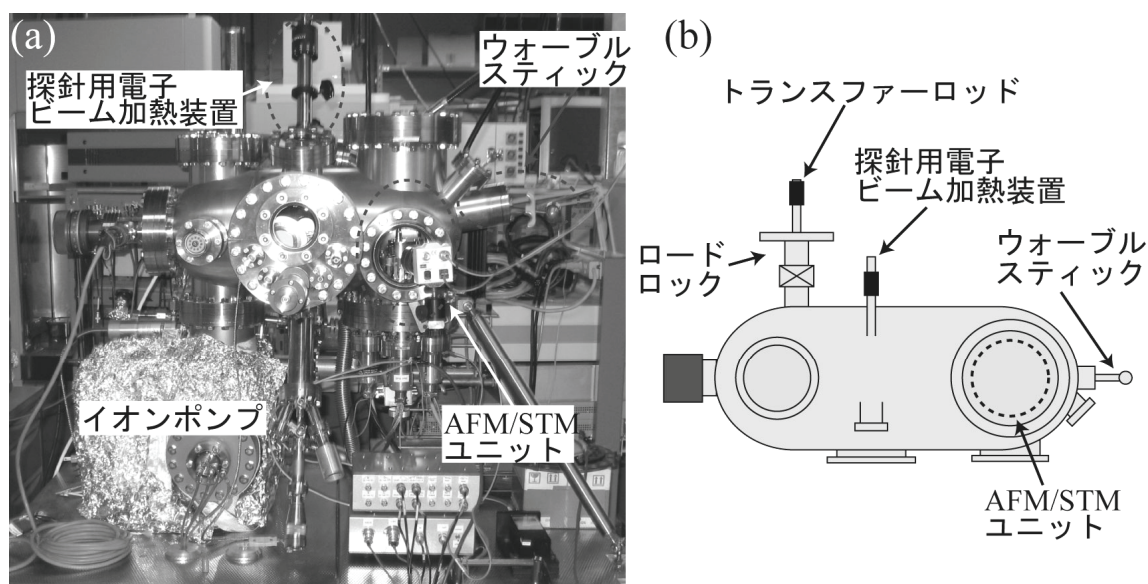 (a)
探針用電子
ビーム加熱装置
ウォーブル
スティック
イオンポンプ
AFM/STM
ユニット
(b)
トランスファーロッド
探針用電子
ビーム加熱装置
ロード
ロック
ウォーブル
スティック
AFM/STM
ユニット